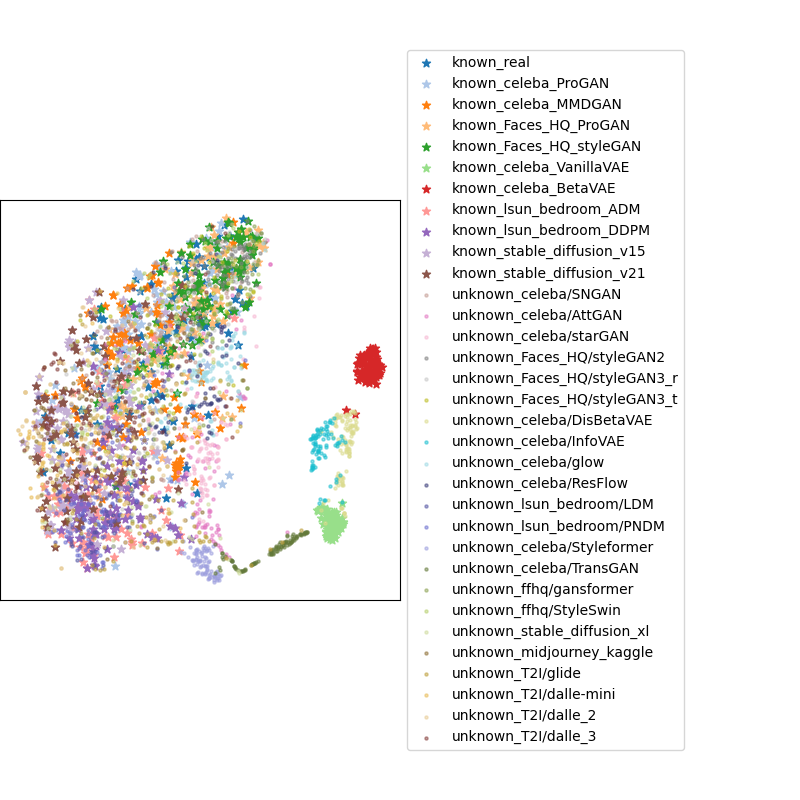 known_real
known_celeba_ProGAN
known_celeba_MMDGAN
known_Faces_HQ_ProGAN
known_Faces_HQ_styleGAN
known_celeba_VanillaVAE
known_celeba_BetaVAE
known_lsun_bedroom_ADM
known_lsun_bedroom_DDPM
known_stable_diffusion_v15
known_stable_diffusion_v21
unknown_celeba/SNGAN
unknown_celeba/AttGAN
unknown_celeba/starGAN
unknown_Faces_HQ/styleGAN2
unknown_Faces_HQ/styleGAN3_r
unknown_Faces_HQ/styleGAN3_t
unknown_celeba/DisBetaVAE
unknown_celeba/InfoVAE
unknown_celeba/glow
unknown_celeba/ResFlow
unknown_lsun_bedroom/LDM
unknown_lsun_bedroom/PNDM
unknown_celeba/Styleformer
unknown_celeba/TransGAN
unknown_ffhq/gansformer
unknown_ffhq/StyleSwin
unknown_stable_diffusion_xl
unknown_midjourney_kaggle
unknown_T2I/glide
unknown_T2I/dalle-mini
unknown_T2I/dalle_2
unknown_T2I/dalle_3